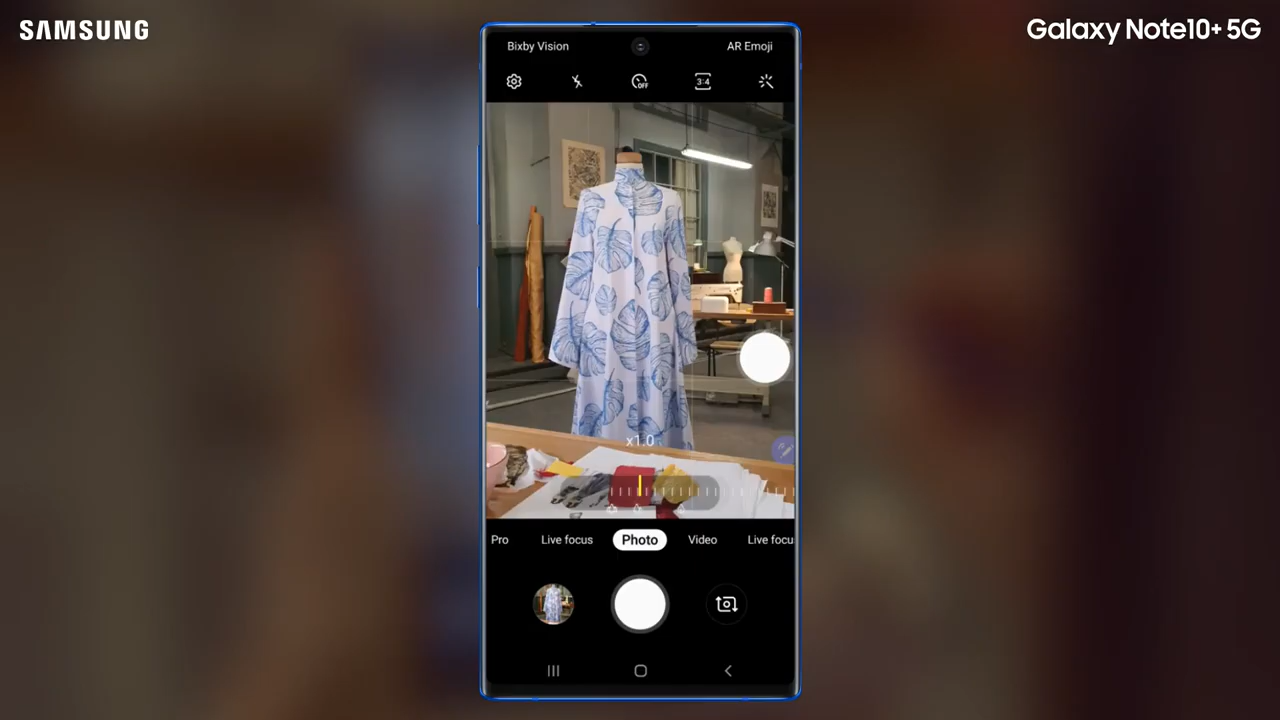 SAMSUNG
Galaxy Note10+ 5G
Bixby Vision
AR Emoji
OFF
3:4
x1.0
Pro
Live focus
Photo
Video
Live focu